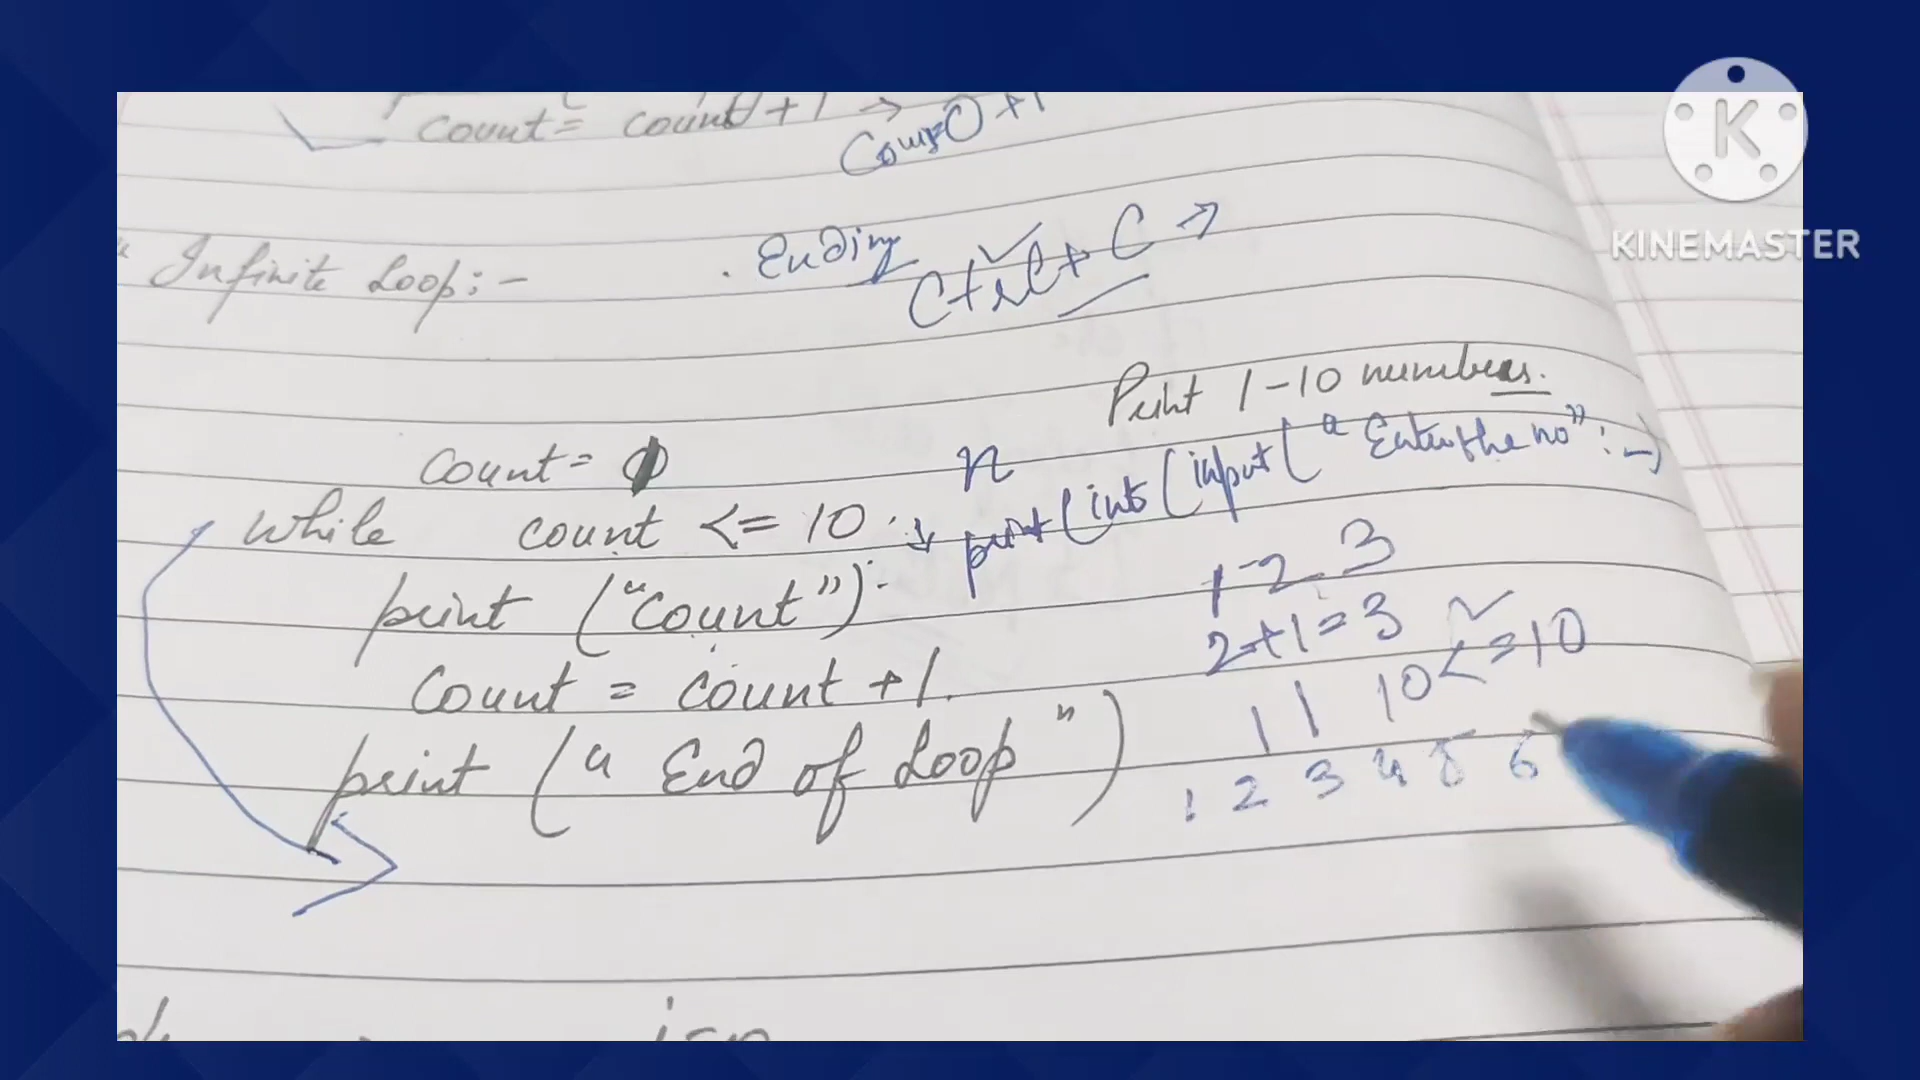 count = count + 1 →
Infinite Loop:-
. Ending
Ctrl + C →
Print 1-10 numbers.
count =
n
while count <= 10 :
print (int (input ( " Enter the no" : - )
print ("count"):-
1 2 3
2+1=3
count = count + 1.
10 <= 10
1 1
print (" End of Loop ")
1 2 3 4 5 6
K
KINEMASTER